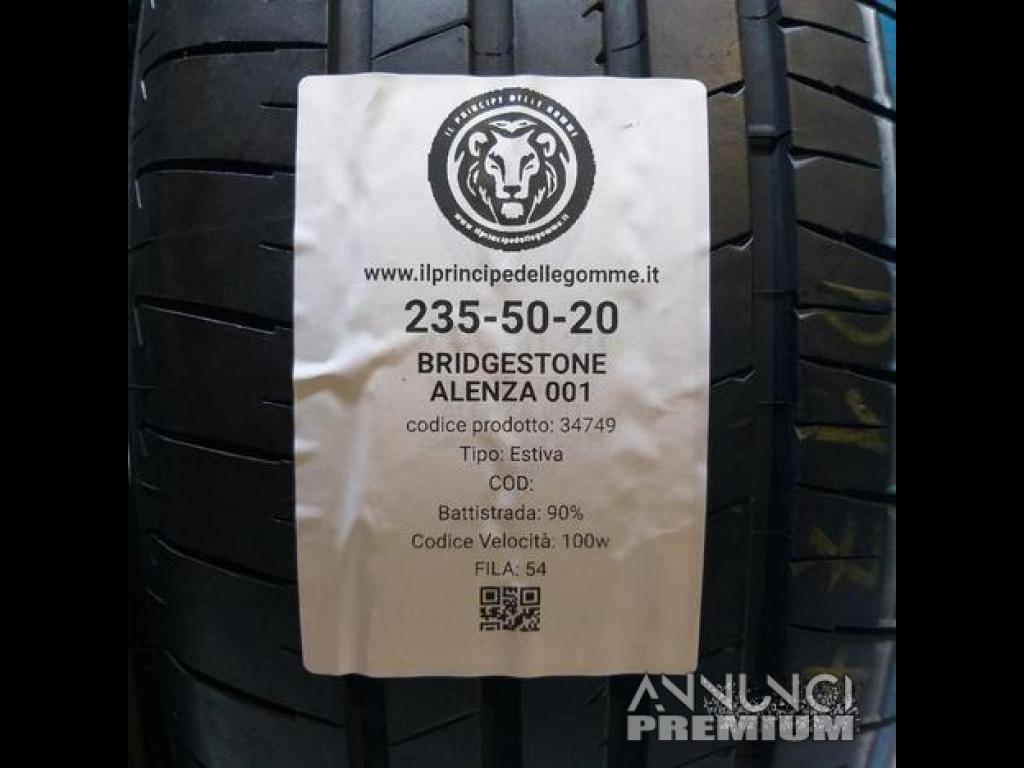 IL PRINCIPE DELLE GOMME
www.ilprincipedellegomme.it
www.ilprincipedellegomme.it
235-50-20
BRIDGESTONE
ALENZA 001
codice prodotto: 34749
Tipo: Estiva
COD:
Battistrada: 90%
Codice Velocità: 100w
FILA: 54
ANNUNCI
PREMIUM